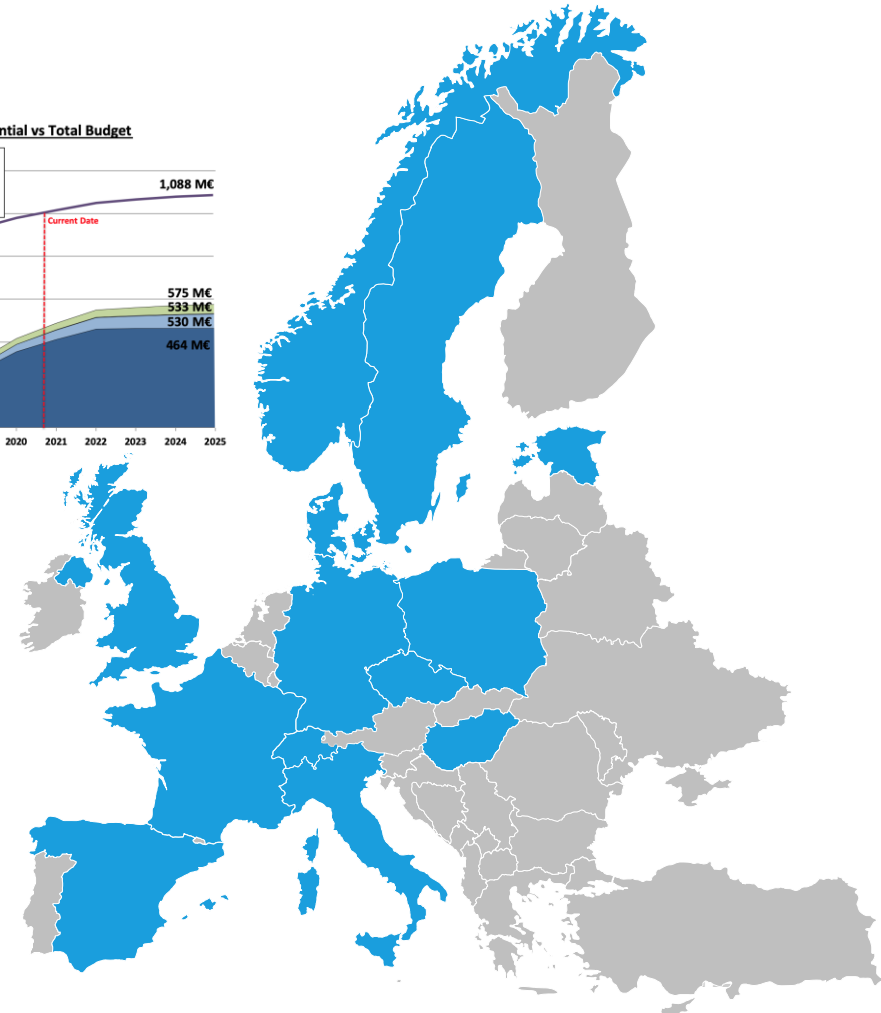 ntial vs Total Budget
1,088 M€
Current Date
575 M€
533 M€
530 M€
464 M€
2020 2021 2022 2023 2024 2025